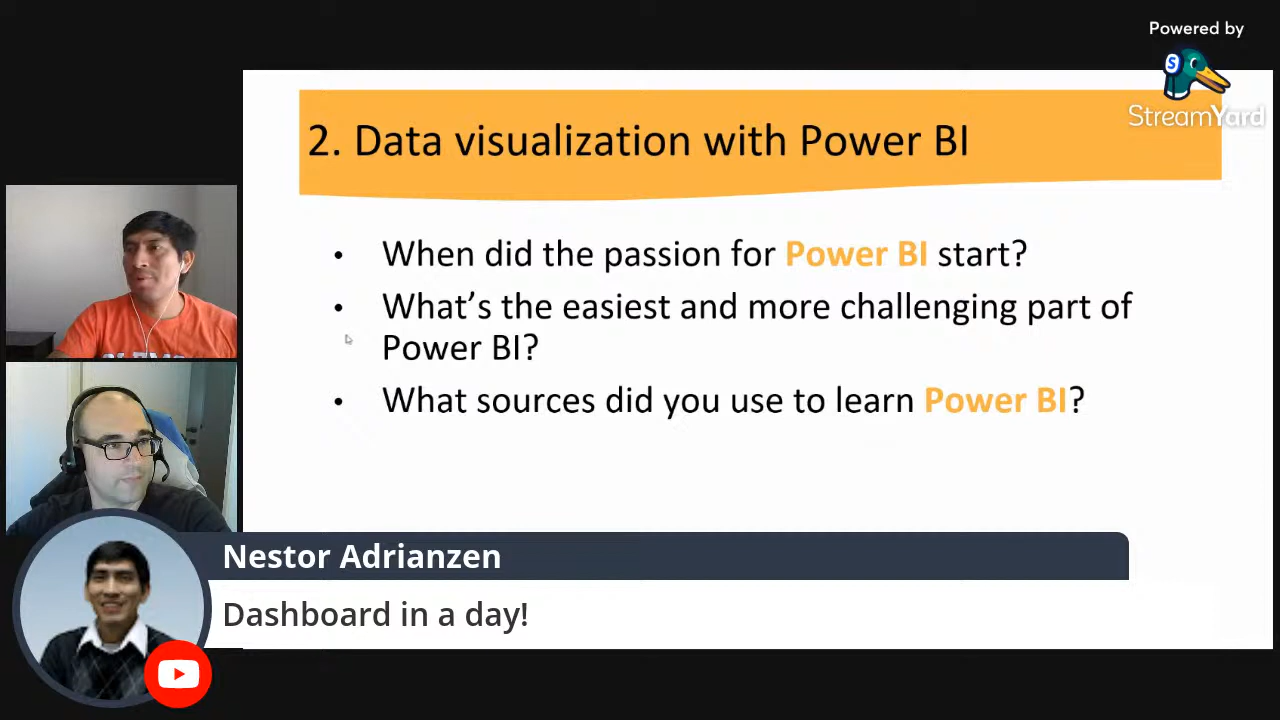 Powered by
StreamYard
2. Data visualization with Power BI
• When did the passion for Power BI start?
• What's the easiest and more challenging part of
Power BI?
• What sources did you use to learn Power BI?
Nestor Adrianzen
Dashboard in a day!